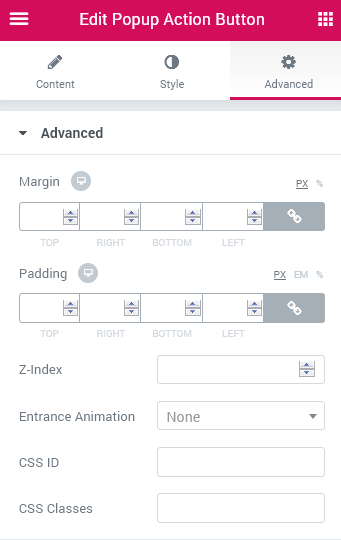 Edit Popup Action Button
Content Style Advanced
Advanced
Margin PX %
TOP RIGHT BOTTOM LEFT
Padding PX EM %
TOP RIGHT BOTTOM LEFT
Z-Index
Entrance Animation None
CSS ID
CSS Classes